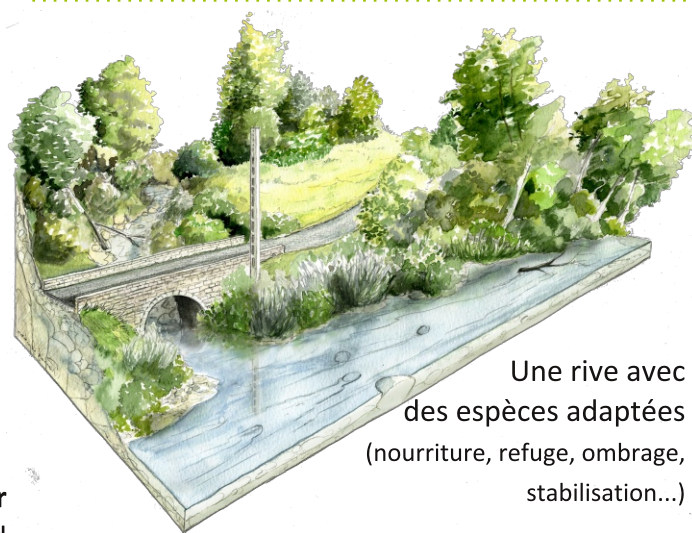 Une rive avec
des espèces adaptées
(nourriture, refuge, ombrage,
stabilisation...)
r